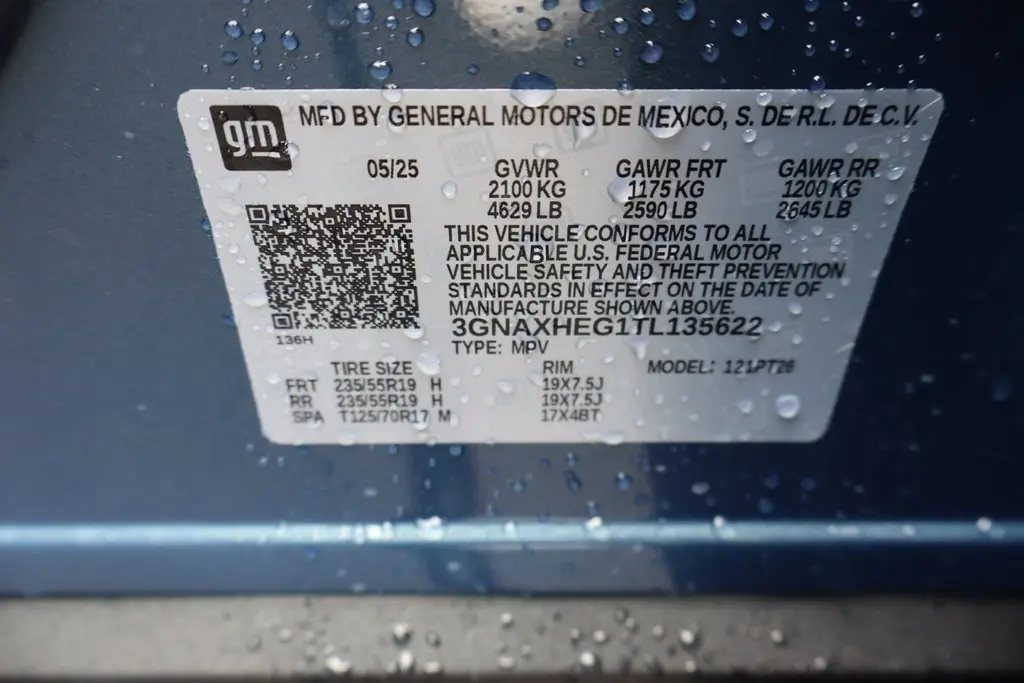 gm MFD BY GENERAL MOTORS DE MEXICO, S. DE R.L. DE C.V.
05/25 GVWR GAWR FRT GAWR RR
2100 KG 1175 KG 1200 KG
4629 LB 2590 LB 2645 LB
THIS VEHICLE CONFORMS TO ALL
APPLICABLE U.S. FEDERAL MOTOR
VEHICLE SAFETY AND THEFT PREVENTION
STANDARDS IN EFFECT ON THE DATE OF
MANUFACTURE SHOWN ABOVE.
3GNAXHEG1TL135622
136H
TYPE: MPV
TIRE SIZE RIM MODEL: 121PT26
FRT 235/55R19 H 19X7.5J
RR 235/55R19 H 19X7.5J
SPA T125/70R17 M 17X4BT